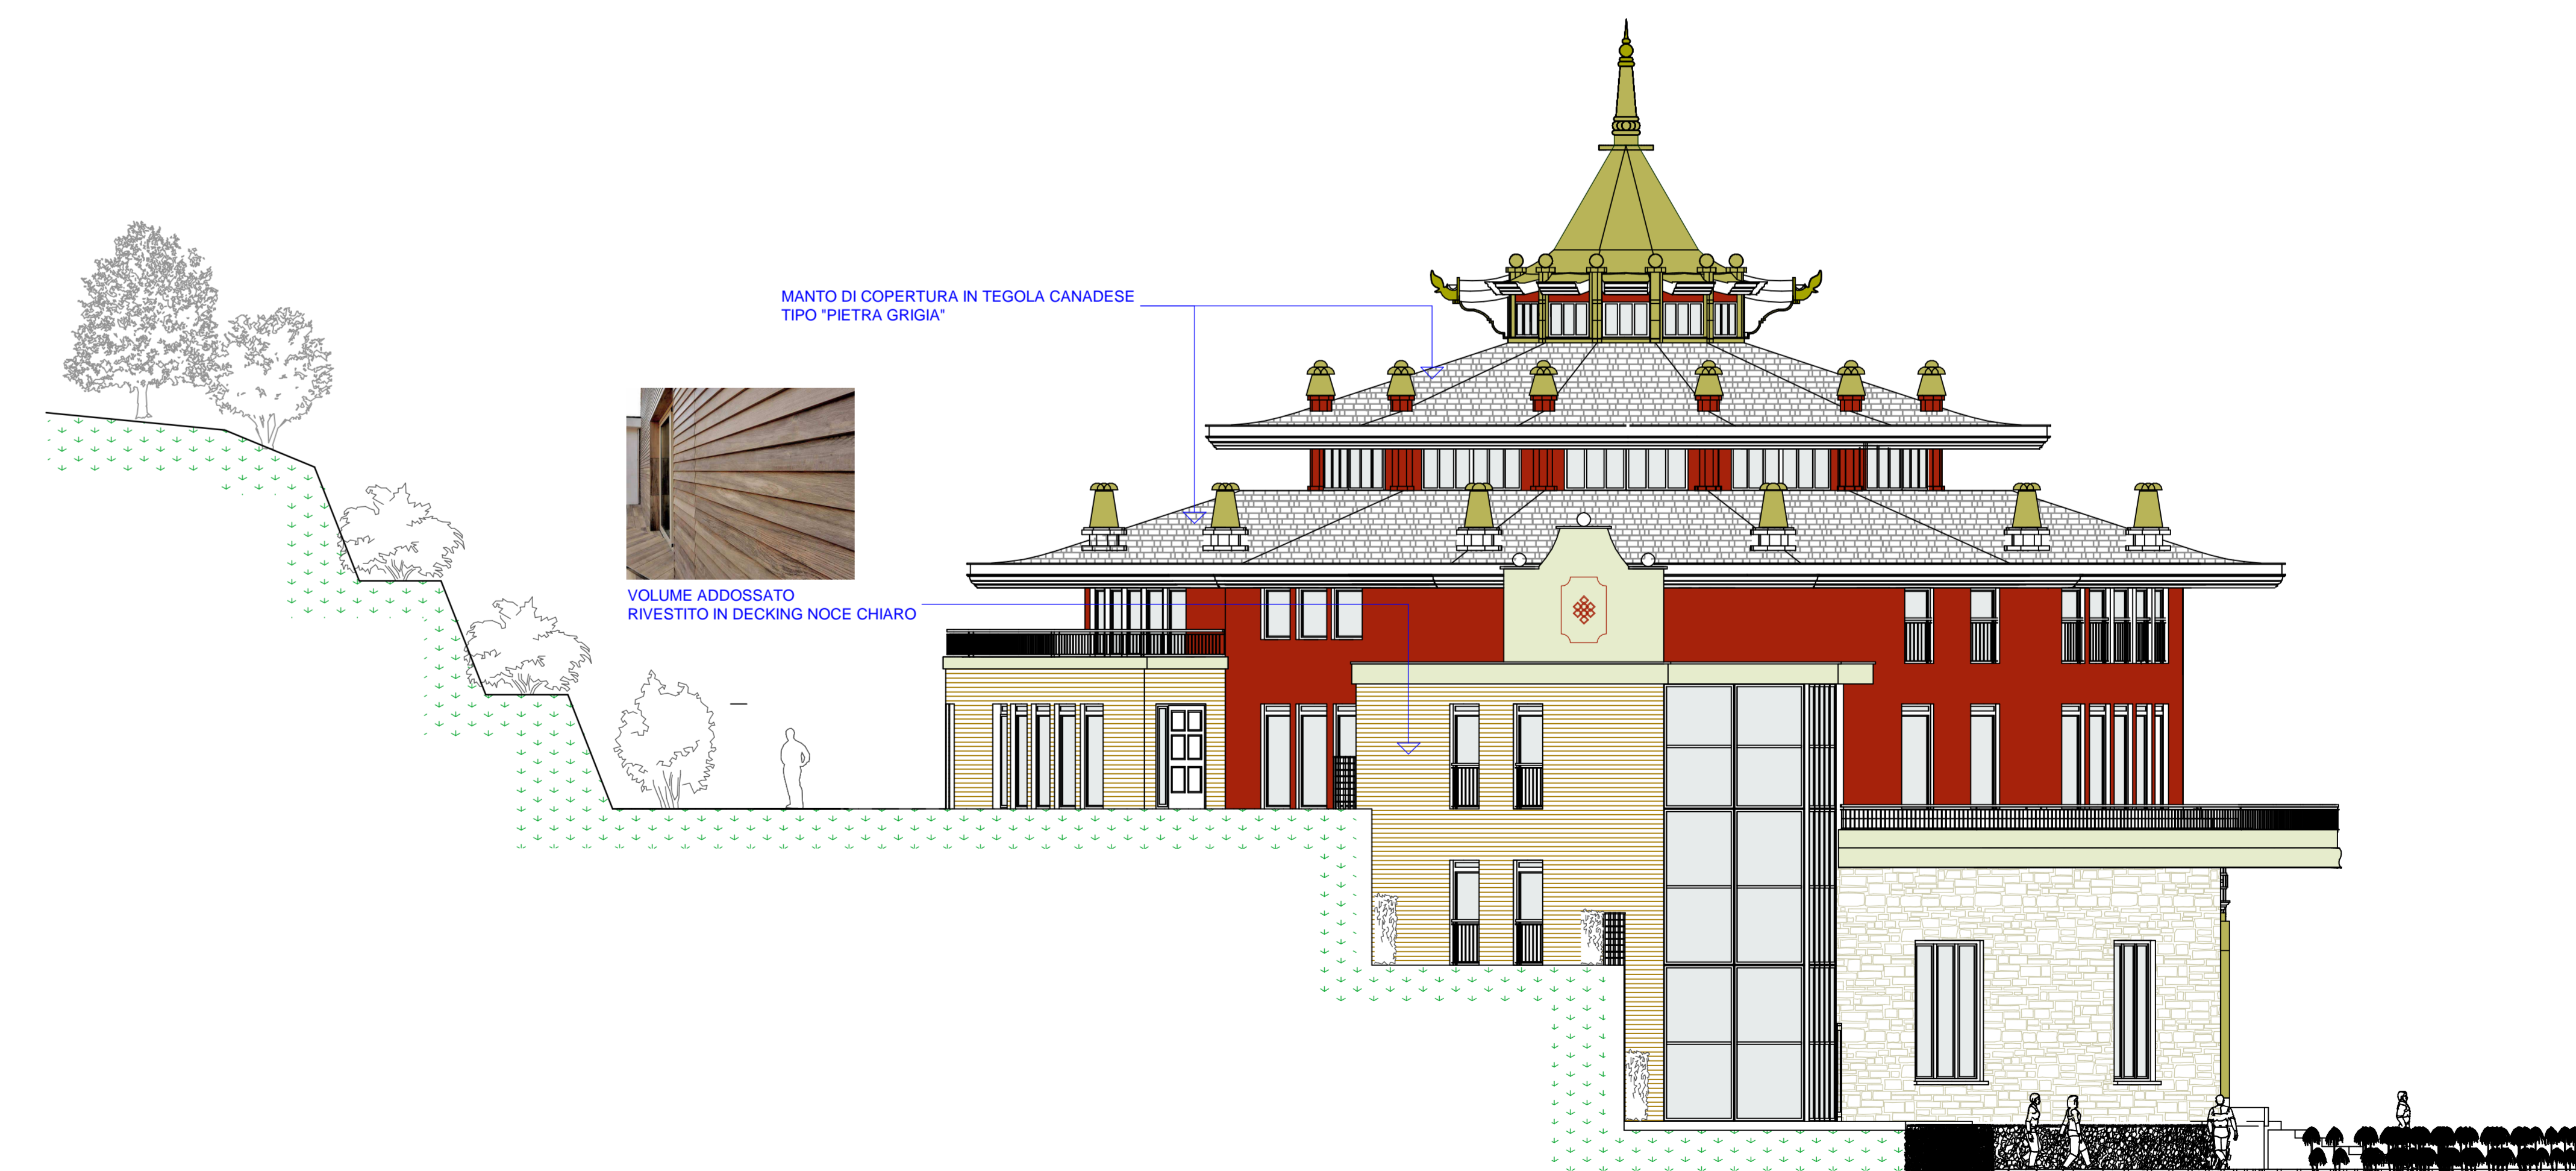 MANTO DI COPERTURA IN TEGOLA CANADESE
TIPO "PIETRA GRIGIA"
VOLUME ADDOSSATO
RIVESTITO IN DECKING NOCE CHIARO